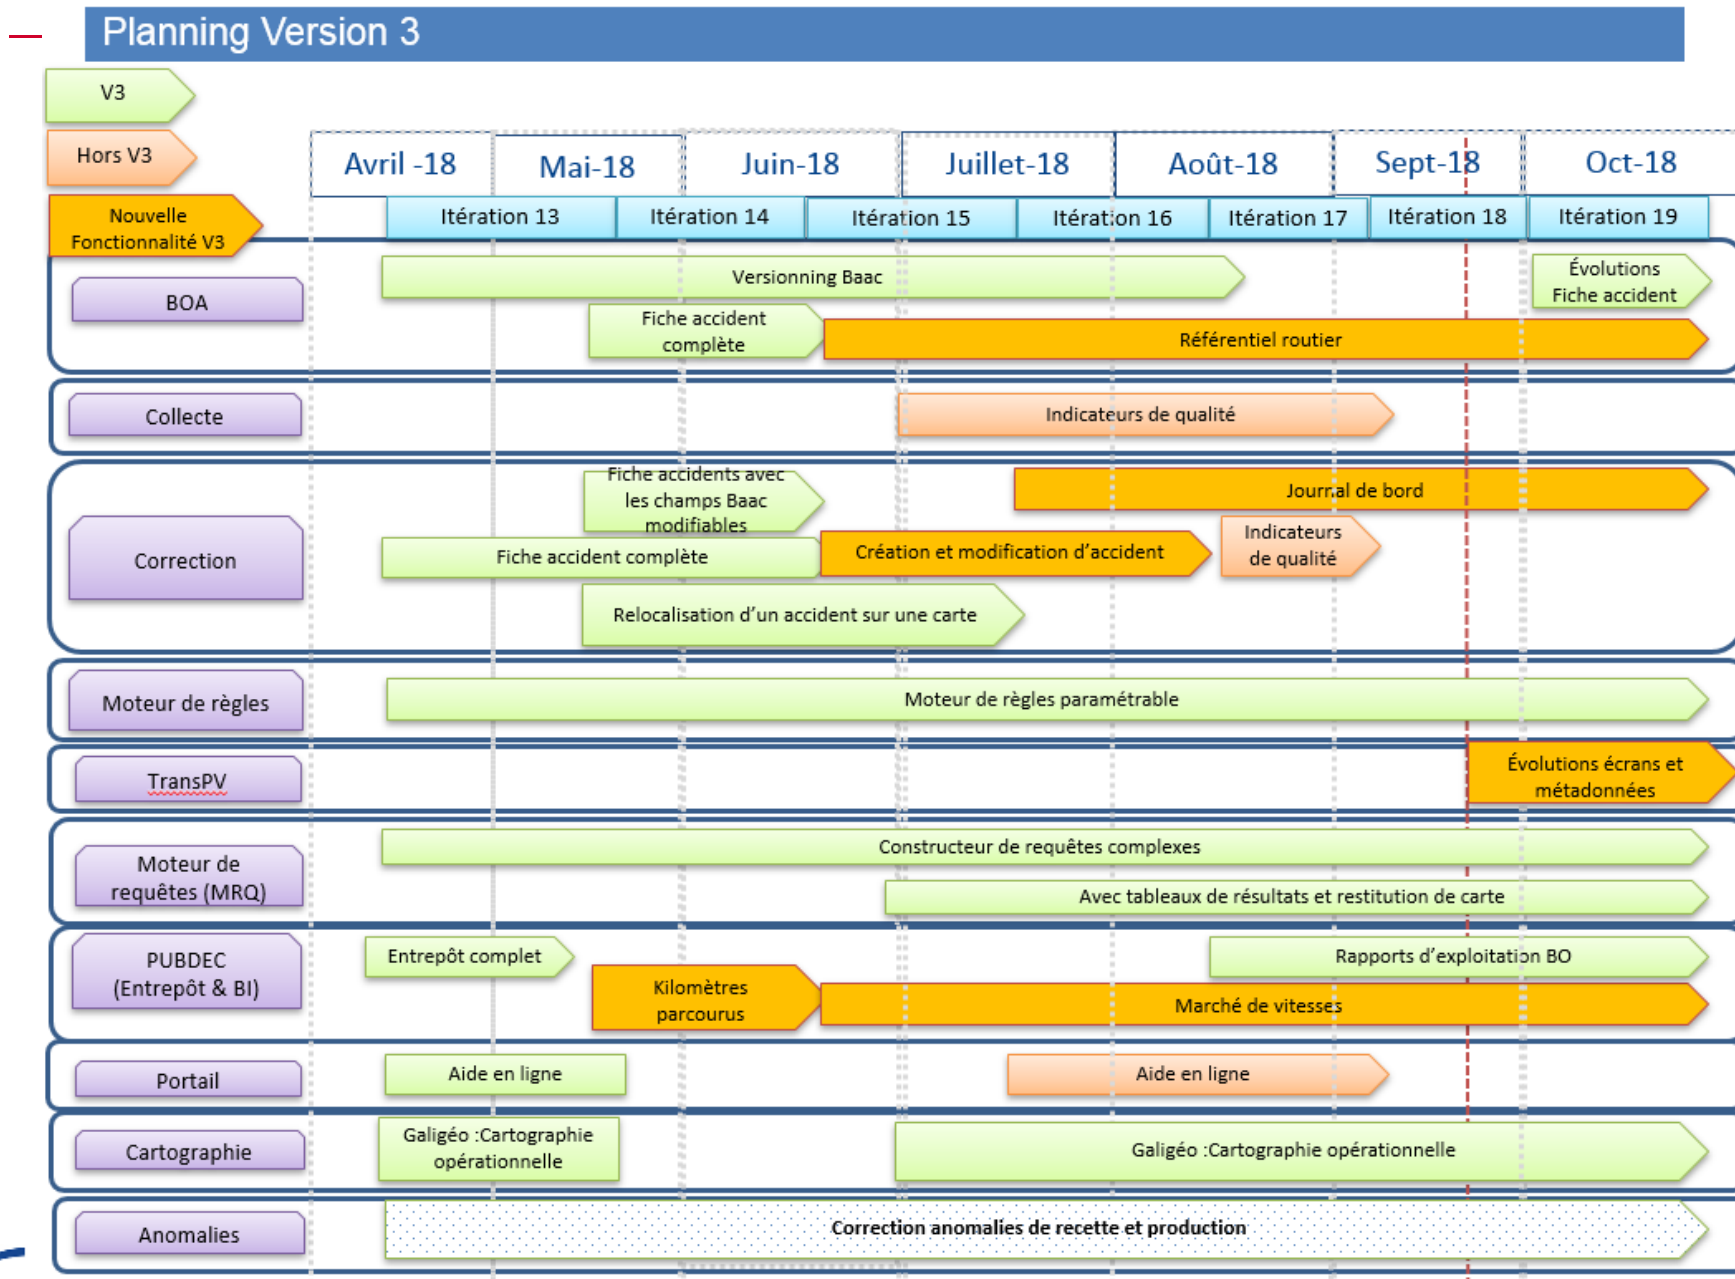 Planning Version 3
V3
Hors V3
Nouvelle
Fonctionnalité V3
Avril -18
Mai-18
Juin-18
Juillet-18
Août-18
Sept-18
Oct-18
Itération 13
Itération 14
Itération 15
Itération 16
Itération 17
Itération 18
Itération 19
BOA
Versionning Baac
Évolutions
Fiche accident
Fiche accident
complète
Référentiel routier
Collecte
Indicateurs de qualité
Correction
Fiche accidents avec
les champs Baac
modifiables
Journal de bord
Fiche accident complète
Création et modification d'accident
Indicateurs
de qualité
Relocalisation d'un accident sur une carte
Moteur de règles
Moteur de règles paramétrable
TransPV
Évolutions écrans et
métadonnées
Moteur de
requêtes (MRQ)
Constructeur de requêtes complexes
Avec tableaux de résultats et restitution de carte
PUBDEC
(Entrepôt & BI)
Entrepôt complet
Rapports d'exploitation BO
Kilomètres
parcourus
Marché de vitesses
Portail
Aide en ligne
Aide en ligne
Cartographie
Galigéo :Cartographie
opérationnelle
Galigéo :Cartographie opérationnelle
Anomalies
Correction anomalies de recette et production